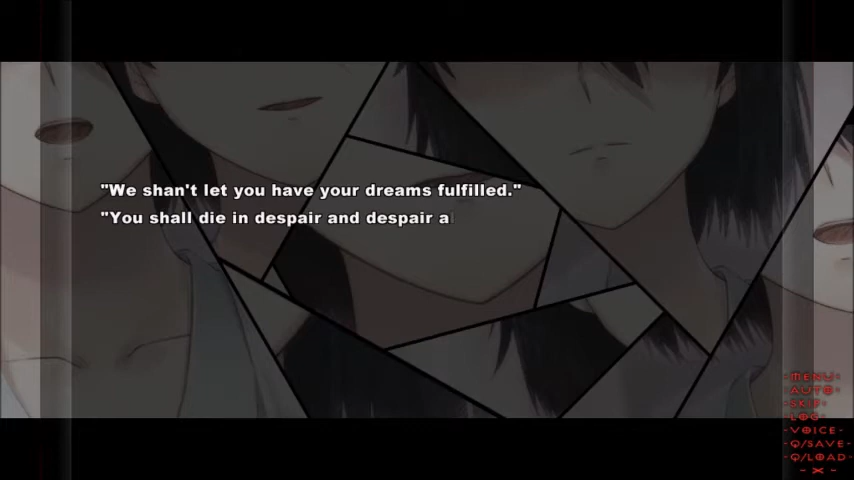 "We shan't let you have your dreams fulfilled."
"You shall die in despair and despair a
-MENU-
-AUTO-
-SKIP-
-LOG-
-VOICE-
-Q/SAVE-
-Q/LOAD-
-X-